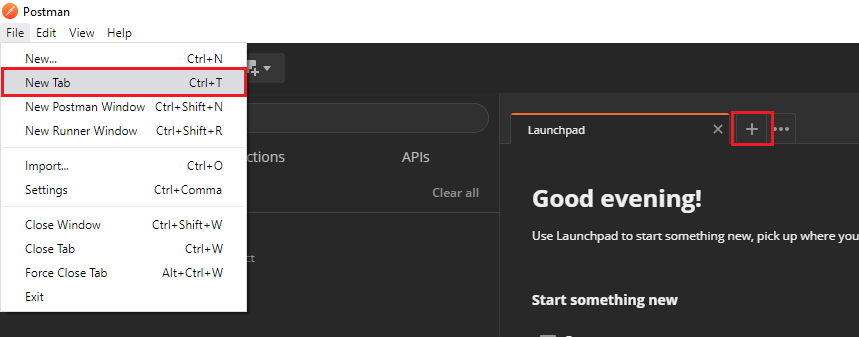 Postman
File Edit View Help
New... Ctrl+N
New Tab Ctrl+T
New Postman Window Ctrl+Shift+N
New Runner Window Ctrl+Shift+R
Import... Ctrl+O
Settings Ctrl+Comma
Close Window Ctrl+Shift+W
Close Tab Ctrl+W
Force Close Tab Alt+Ctrl+W
Exit
ctions APIs
Clear all
ct
Launchpad
Good evening!
Use Launchpad to start something new, pick up where you
Start something new